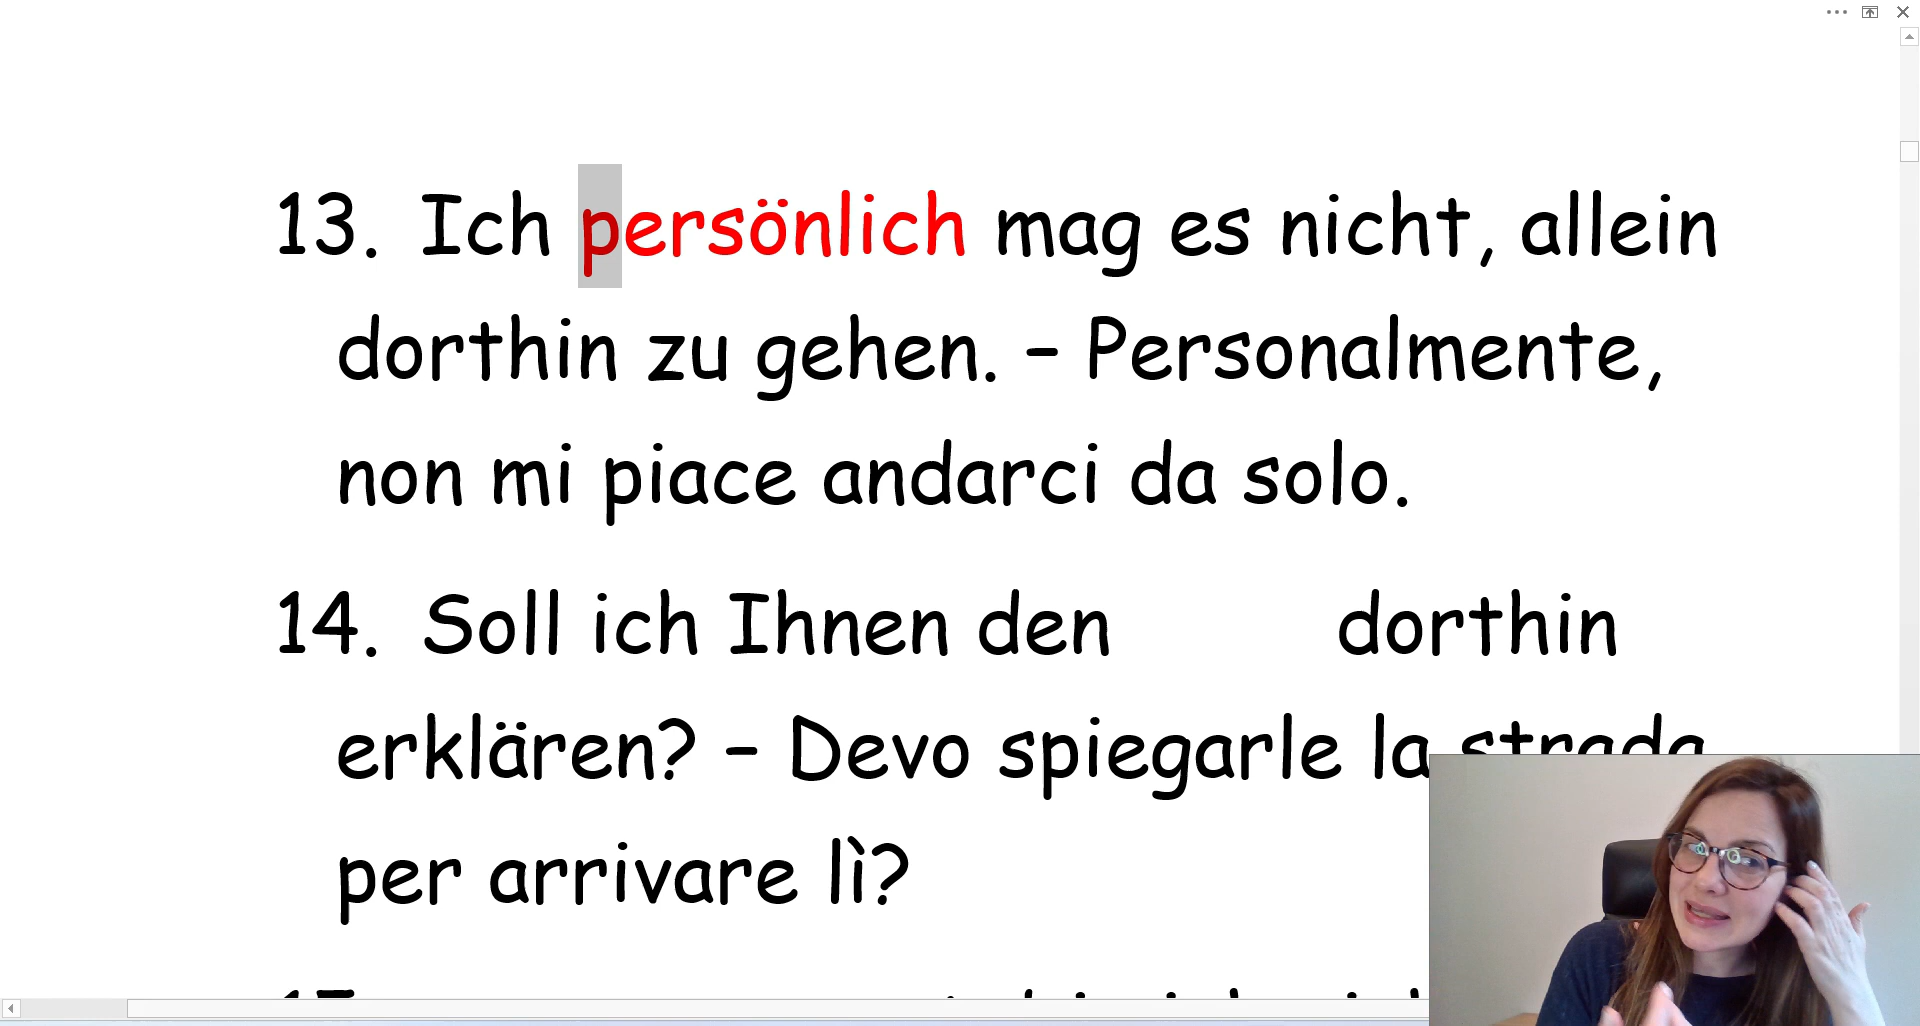 13. Ich persönlich mag es nicht, allein
dorthin zu gehen. – Personalmente,
non mi piace andarci da solo.
14. Soll ich Ihnen den dorthin
erklären? – Devo spiegarle la strada
per arrivare lì?